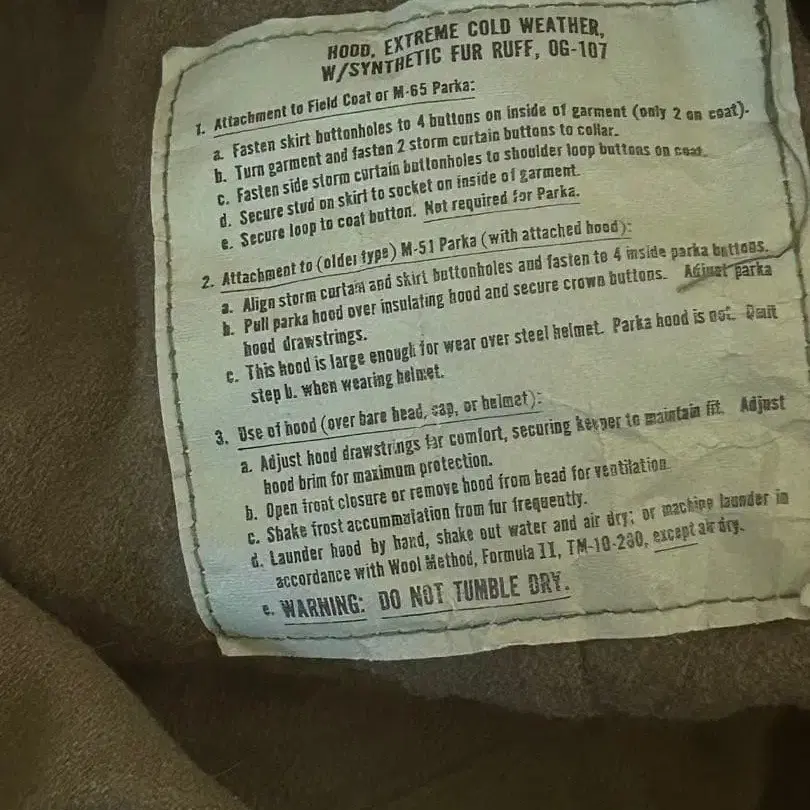 HOOD, EXTREME COLD WEATHER,
W/SYNTHETIC FUR RUFF, OG-107
1. Attachment to Field Coat or M-65 Parka:
a. Fasten skirt buttonholes to 4 buttons on inside of garment (only 2 on coat).
b. Turn garment and fasten 2 storm curtain buttons to collar.
c. Fasten side storm curtain buttonholes to shoulder loop buttons on coat.
d. Secure stud on skirt to socket on inside of garment.
e. Secure loop to coat button. Not required for Parka.
2. Attachment to (older type) M-51 Parka (with attached hood):
a. Align storm curtain and skirt buttonholes and fasten to 4 inside parka buttons.
b. Pull parka hood over insulating hood and secure crown buttons. Adjust parka
hood drawstrings.
c. This hood is large enough for wear over steel helmet. Parka hood is not. Omit
step b. when wearing helmet.
3. Use of hood (over bare head, cap, or helmet):
a. Adjust hood drawstrings for comfort, securing keeper to maintain fit. Adjust
hood brim for maximum protection.
b. Open front closure or remove hood from head for ventilation.
c. Shake frost accummulation from fur frequently.
d. Launder hood by hand, shake out water and air dry; or machine launder in
accordance with Wool Method, Formula II, TM-10-280, except air dry.
e. WARNING: DO NOT TUMBLE DRY.